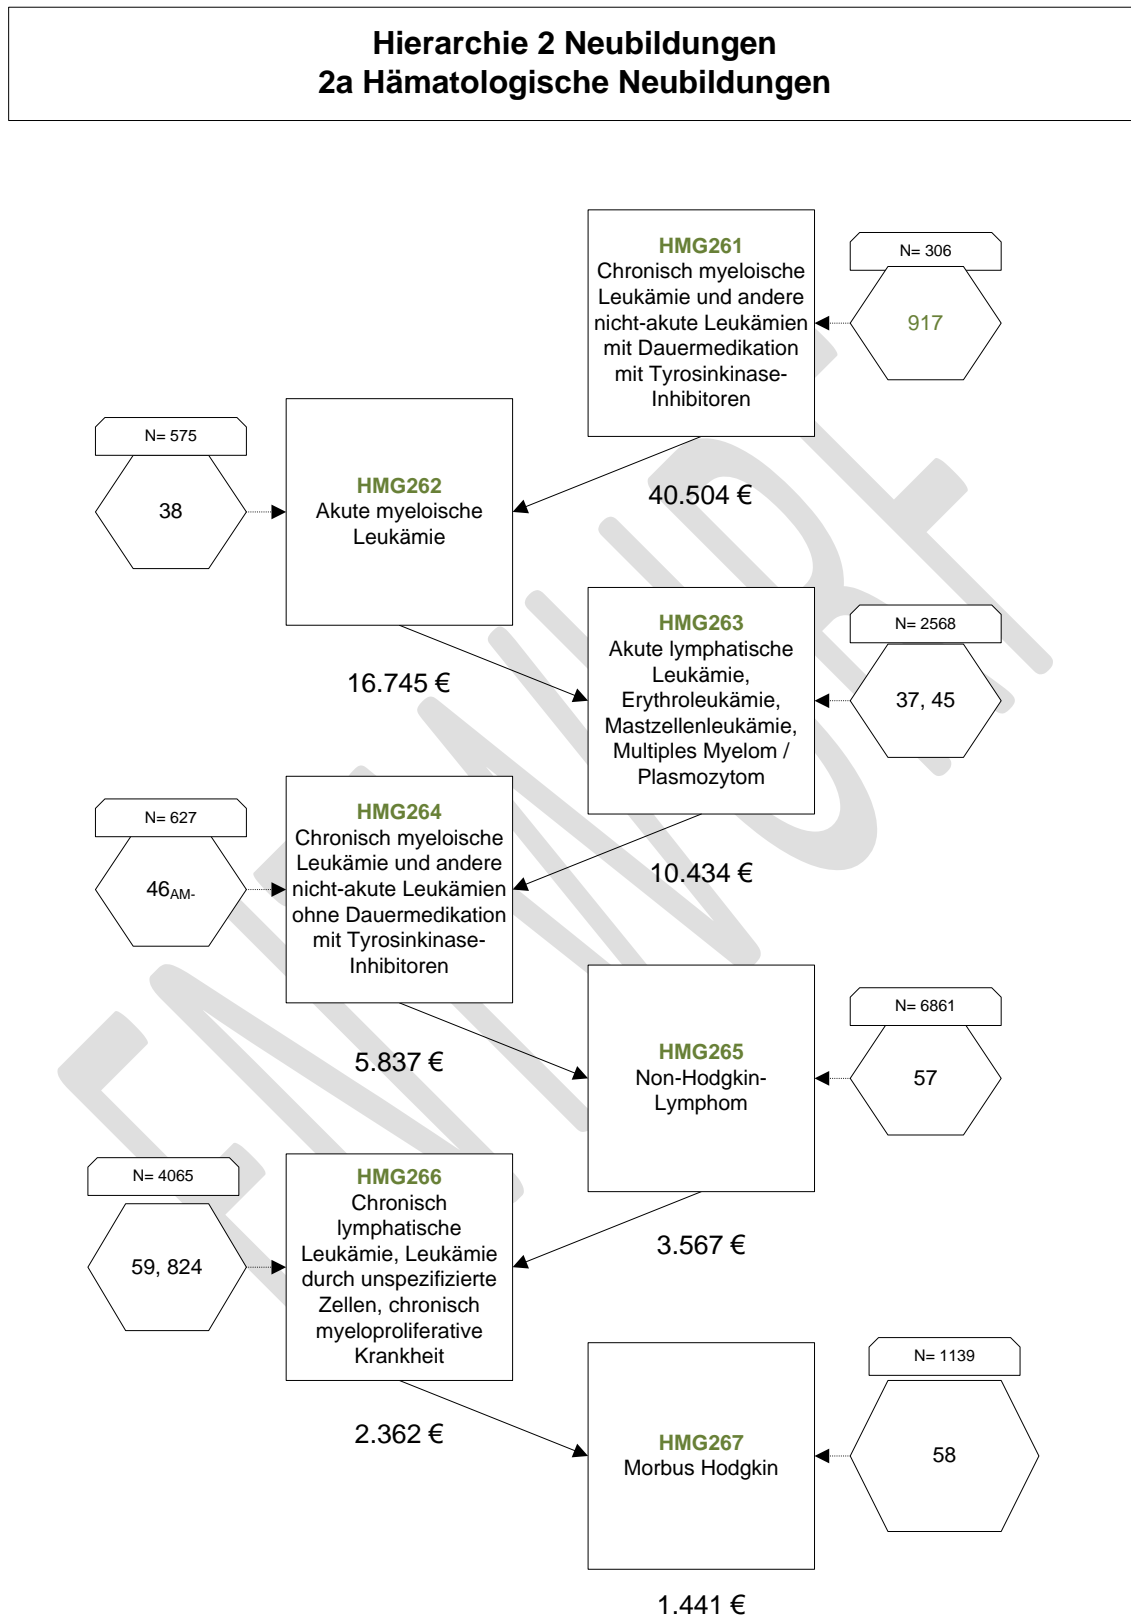 Hierarchie 2 Neubildungen
2a Hämatologische Neubildungen
HMG261
Chronisch myeloische
Leukämie und andere
nicht-akute Leukämien
mit Dauermedikation
mit Tyrosinkinase-
Inhibitoren
N= 306
917
40.504 €
N= 575
38
HMG262
Akute myeloische
Leukämie
16.745 €
HMG263
Akute lymphatische
Leukämie,
Erythroleukämie,
Mastzellenleukämie,
Multiples Myelom /
Plasmozytom
N= 2568
37, 45
10.434 €
N= 627
46AM-
HMG264
Chronisch myeloische
Leukämie und andere
nicht-akute Leukämien
ohne Dauermedikation
mit Tyrosinkinase-
Inhibitoren
5.837 €
HMG265
Non-Hodgkin-
Lymphom
N= 6861
57
3.567 €
N= 4065
59, 824
HMG266
Chronisch
lymphatische
Leukämie, Leukämie
durch unspezifizierte
Zellen, chronisch
myeloproliferative
Krankheit
2.362 €
HMG267
Morbus Hodgkin
N= 1139
58
1.441 €
ENTWURF